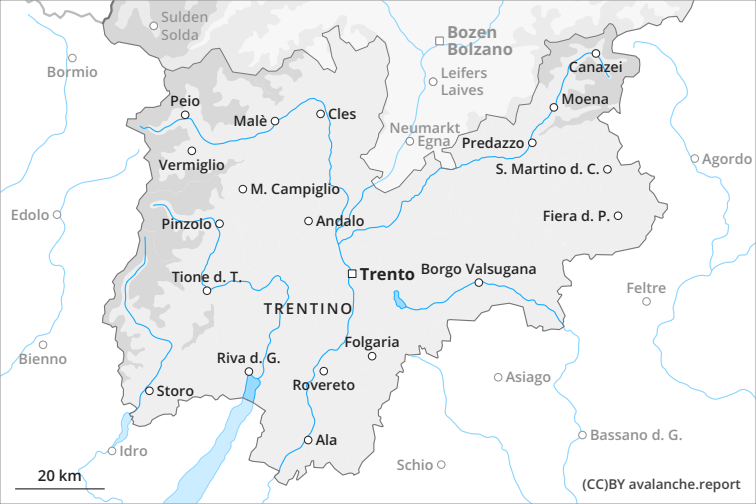 Sulden
Solda
Bozen
Bolzano
Bormio
Canazei
Leifers
Laives
Peio
Moena
Malè
Cles
Neumarkt
Egna
Predazzo
Vermiglio
Agordo
S. Martino d. C.
M. Campiglio
Edolo
Pinzolo
Andalo
Fiera d. P.
Trento
Borgo Valsugana
Tione d. T.
Feltre
TRENTINO
Folgaria
Bienno
Riva d. G.
Rovereto
Asiago
Storo
Bassano d. G.
Ala
Idro
Schio
20 km
(CC)BY avalanche.report